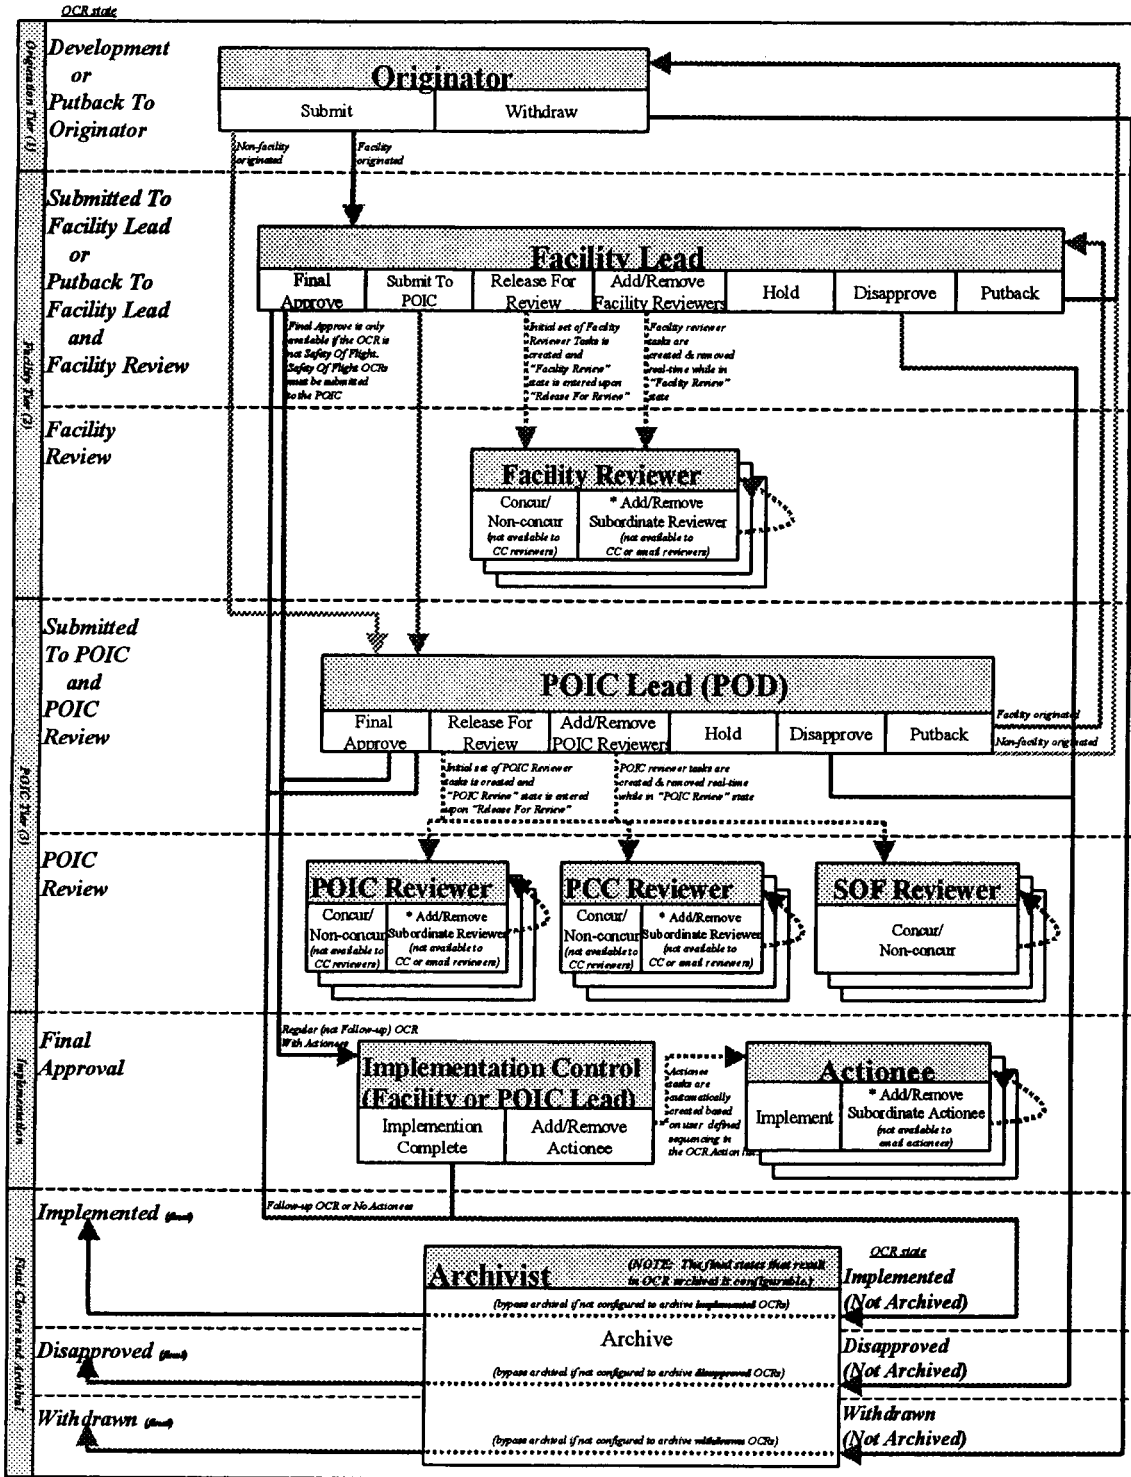 OCR state
Origination Tier (1)
Development
or
Putback To
Originator
Originator
Submit
Withdraw
Non-facility
originated
Facility
originated
Facility Tier (2)
Submitted To
Facility Lead
or
Putback To
Facility Lead
and
Facility Review
Facility Lead
Final
Approve
Submit To
POIC
Release For
Review
Add/Remove
Facility Reviewers
Hold
Disapprove
Putback
Final Approve is only
available if the OCR is
not Safety Of Flight.
Safety Of Flight OCRs
must be submitted
to the POIC
Initial set of Facility
Reviewer Tasks is
created and
"Facility Review"
state is entered upon
"Release For Review"
Facility reviewer
tasks are
created & removed
real-time while in
"Facility Review"
state
Facility
Review
Facility Reviewer
Concur/
Non-concur
(not available to
CC reviewers)
* Add/Remove
Subordinate Reviewer
(not available to
CC or email reviewers)
POIC Tier (3)
Submitted
To POIC
and
POIC
Review
POIC Lead (POD)
Final
Approve
Release For
Review
Add/Remove
POIC Reviewers
Hold
Disapprove
Putback
Facility originated
Non-facility originated
Initial set of POIC Reviewer
tasks is created and
"POIC Review" state is entered
upon "Release For Review"
POIC reviewer tasks are
created & removed real-time
while in "POIC Review" state
POIC
Review
POIC Reviewer
Concur/
Non-concur
(not available to
CC reviewers)
* Add/Remove
Subordinate Reviewer
(not available to
CC or email reviewers)
PCC Reviewer
Concur/
Non-concur
(not available to
CC reviewers)
* Add/Remove
Subordinate Reviewer
(not available to
CC or email reviewers)
SOF Reviewer
Concur/
Non-concur
Implementation
Final
Approval
Regular (not Follow-up) OCR
With Actionees
Implementation Control
(Facility or POIC Lead)
Implemention
Complete
Add/Remove
Actionee
Actionee
tasks are
automatically
created based
on user defined
sequencing in
the OCR Action list.
Actionee
Implement
* Add/Remove
Subordinate Actionee
(not available to
email actionees)
Final Closure and Archival
Implemented (final)
Follow-up OCR or No Actionees
Archivist
(NOTE: The final states that result
in OCR archival is configurable.)
OCR state
Implemented
(Not Archived)
(bypass archival if not configured to archive implemented OCRs)
Archive
Disapproved (final)
Disapproved
(Not Archived)
(bypass archival if not configured to archive disapproved OCRs)
Withdrawn (final)
Withdrawn
(Not Archived)
(bypass archival if not configured to archive withdrawn OCRs)